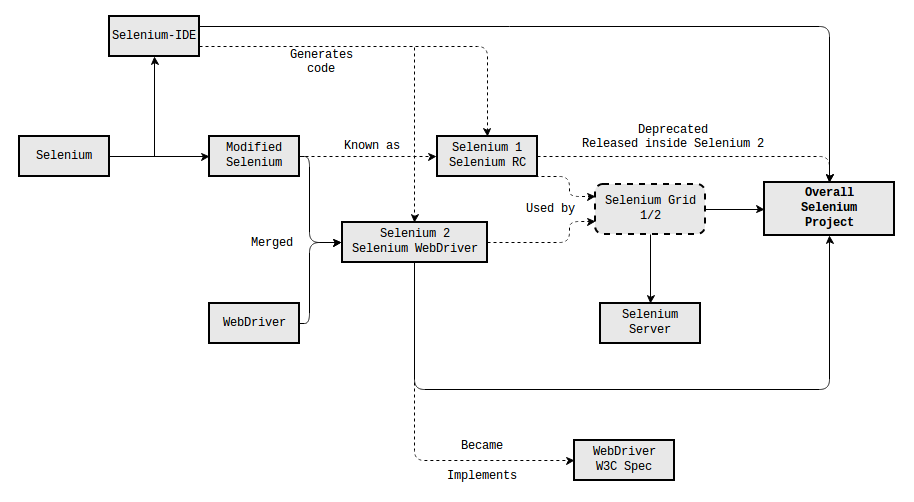 Selenium-IDE
Generates
code
Selenium
Modified
Selenium
Known as
Selenium 1
Selenium RC
Deprecated
Released inside Selenium 2
Selenium Grid
1/2
Used by
Overall
Selenium
Project
Selenium 2
Selenium WebDriver
Merged
WebDriver
Selenium
Server
Became
Implements
WebDriver
W3C Spec